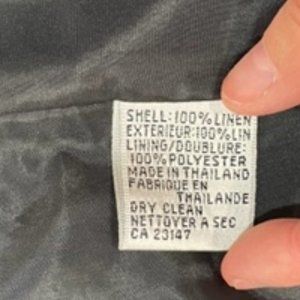 SHELL:100%LINEN
EXTERIEUR:100%LIN
LINING/DOUBLURE:
100%POLYESTER
MADE IN THAILAND
FABRIQUE EN
THAILANDE
DRY CLEAN
NETTOYER A SEC
CA 23147